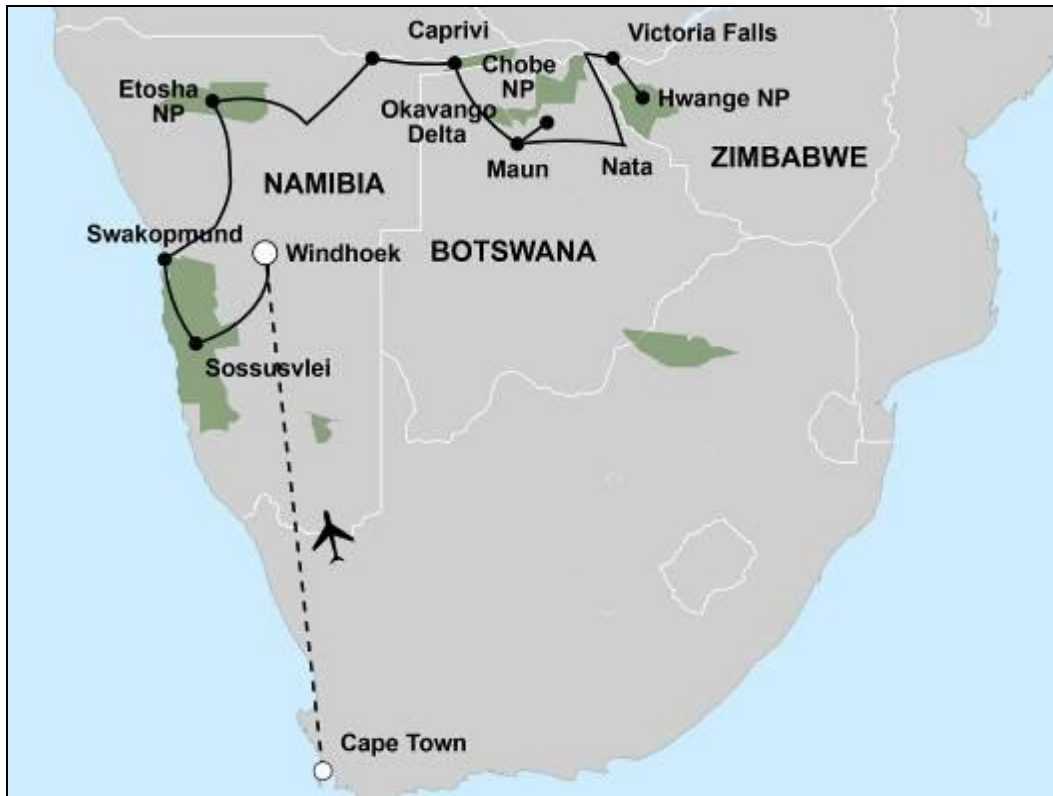 Caprivi
Victoria Falls
Etosha
NP
Chobe
NP
Hwange NP
Okavango
Delta
Maun
Nata
ZIMBABWE
NAMIBIA
Swakopmund
Windhoek
BOTSWANA
Sossusvlei
Cape Town